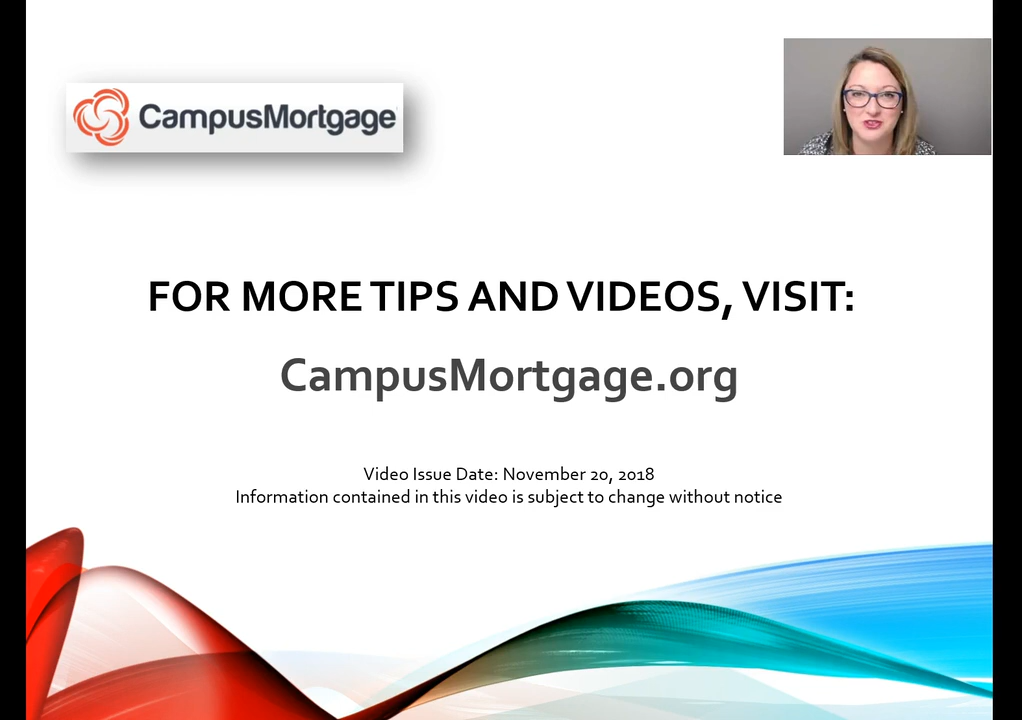 CampusMortgage
FOR MORE TIPS AND VIDEOS, VISIT:
CampusMortgage.org
Video Issue Date: November 20, 2018
Information contained in this video is subject to change without notice